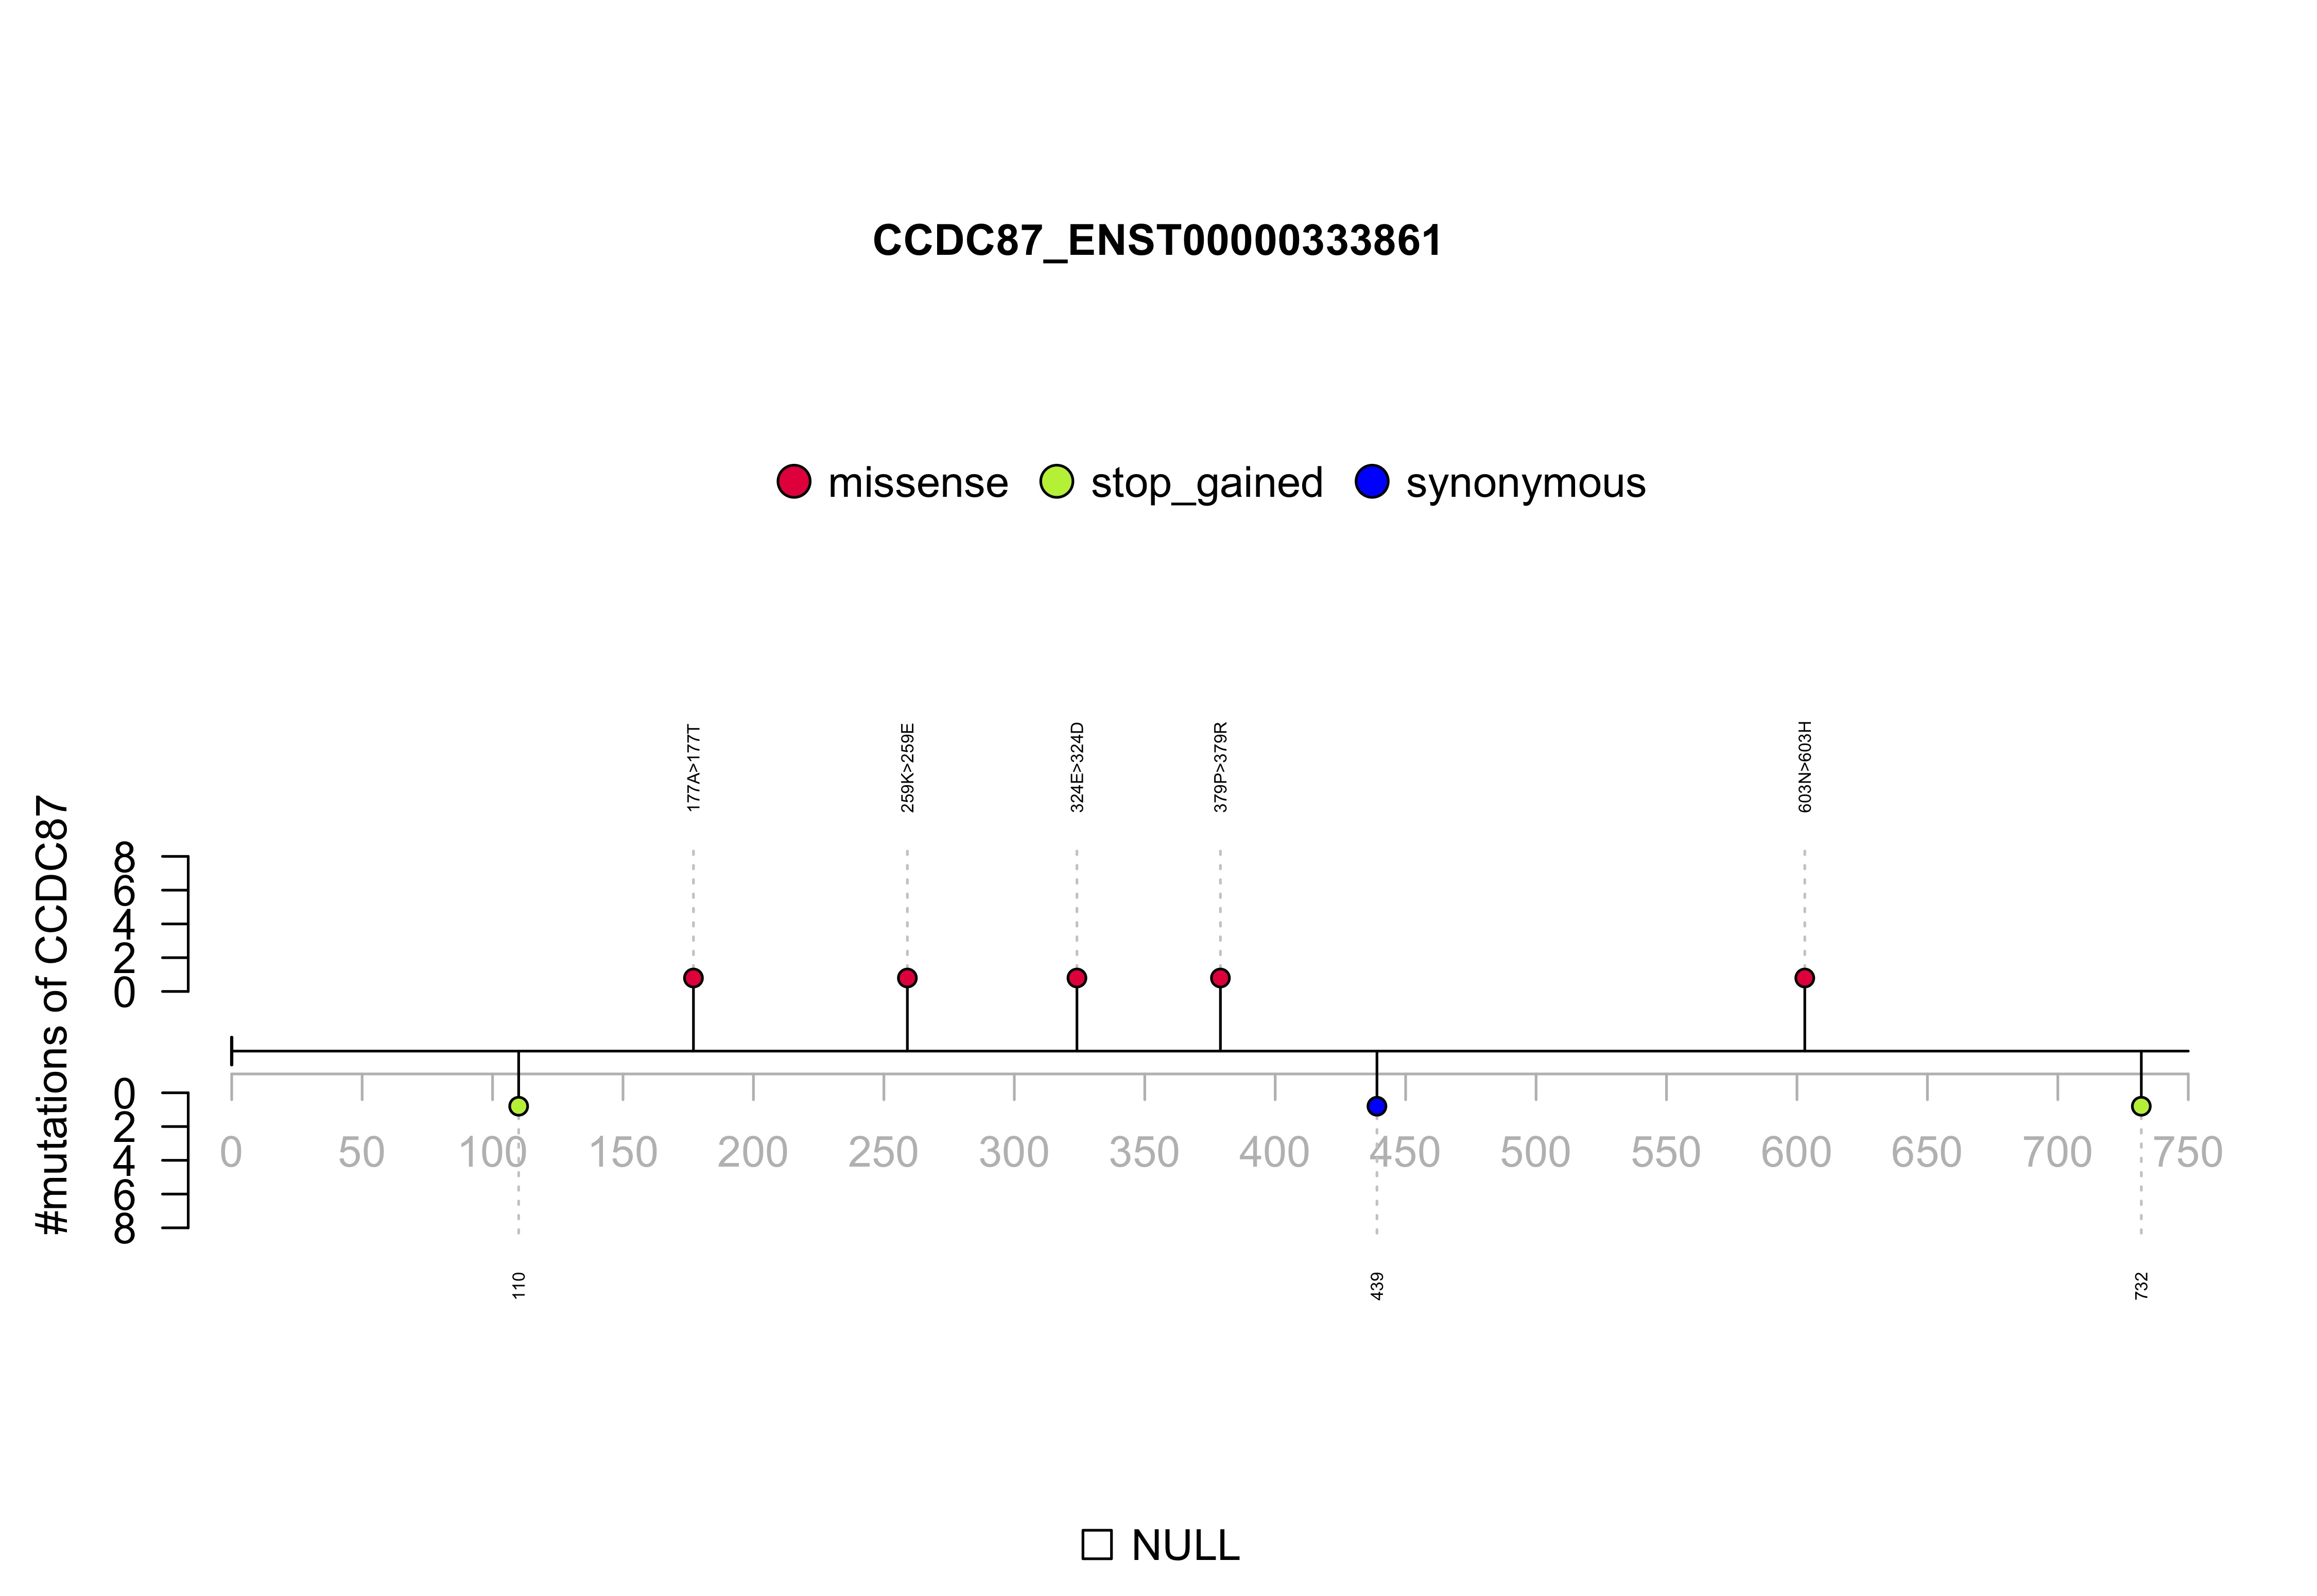 CCDC87_ENST00000333861
missense stop_gained synonymous
177A>177T
259K>259E
324E>324D
379P>379R
603N>603H
#mutations of CCDC87
8
6
4
2
0
0
2
4
6
8
0 50 100 150 200 250 300 350 400 450 500 550 600 650 700 750
110
439
732
NULL